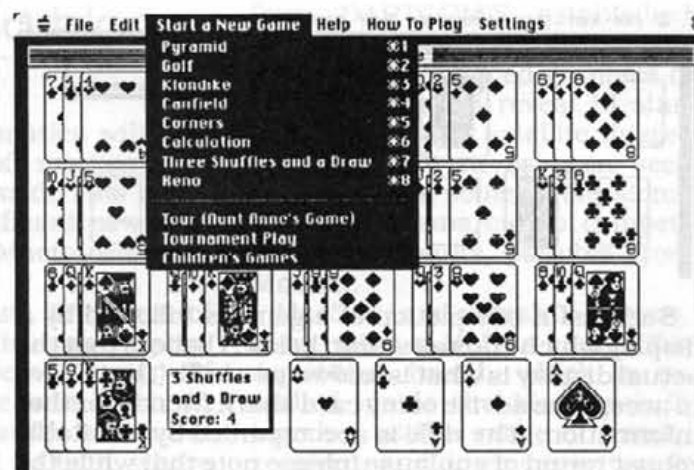 File Edit Start a New Game Help How To Play Settings
Pyramid ⌘1
Golf ⌘2
Klondike ⌘3
Canfield ⌘4
Corners ⌘5
Calculation ⌘6
Three Shuffles and a Draw ⌘7
Keno ⌘8
Tour (Aunt Anne's Game)
Tournament Play
Children's Games
3 Shuffles
and a Draw
Score: 4